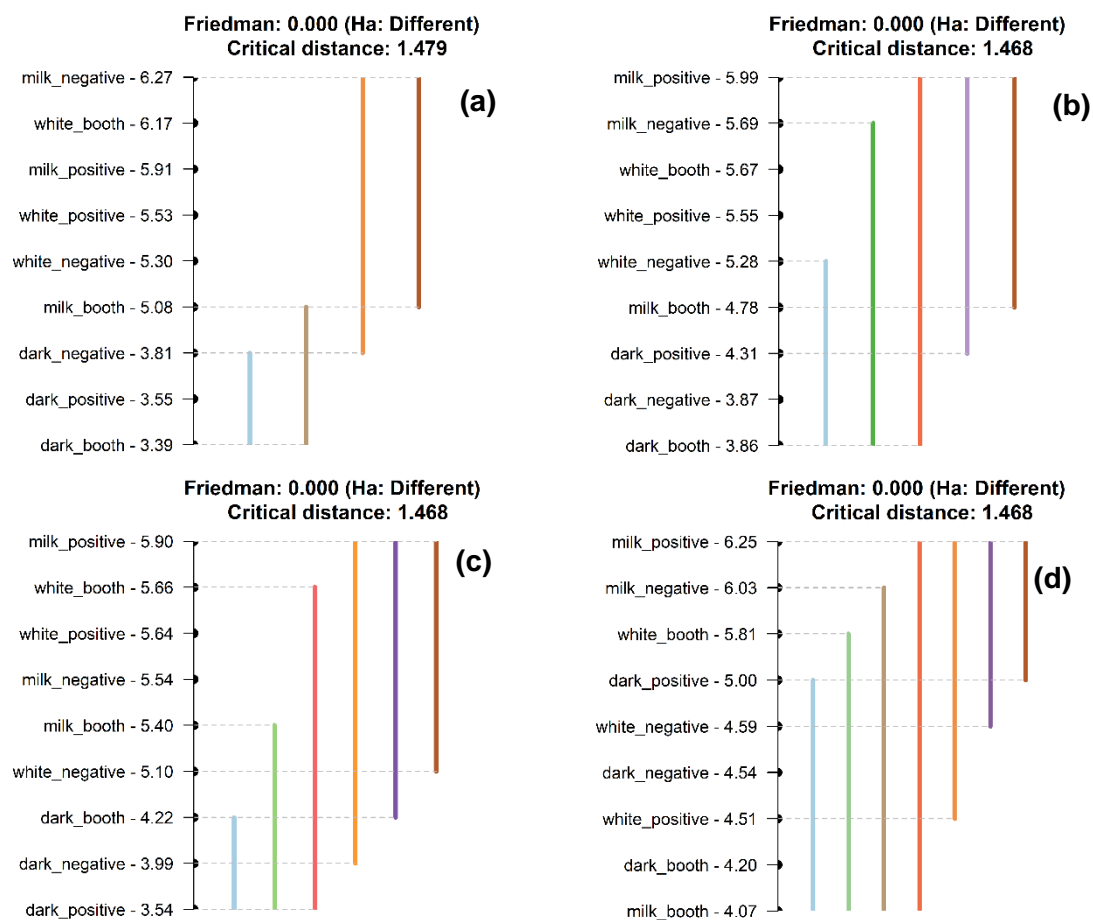 Friedman: 0.000 (Ha: Different)
Critical distance: 1.479
(a)
milk_negative - 6.27
white_booth - 6.17
milk_positive - 5.91
white_positive - 5.53
white_negative - 5.30
milk_booth - 5.08
dark_negative - 3.81
dark_positive - 3.55
dark_booth - 3.39
Friedman: 0.000 (Ha: Different)
Critical distance: 1.468
(b)
milk_positive - 5.99
milk_negative - 5.69
white_booth - 5.67
white_positive - 5.55
white_negative - 5.28
milk_booth - 4.78
dark_positive - 4.31
dark_negative - 3.87
dark_booth - 3.86
Friedman: 0.000 (Ha: Different)
Critical distance: 1.468
(c)
milk_positive - 5.90
white_booth - 5.66
white_positive - 5.64
milk_negative - 5.54
milk_booth - 5.40
white_negative - 5.10
dark_booth - 4.22
dark_negative - 3.99
dark_positive - 3.54
Friedman: 0.000 (Ha: Different)
Critical distance: 1.468
(d)
milk_positive - 6.25
milk_negative - 6.03
white_booth - 5.81
dark_positive - 5.00
white_negative - 4.59
dark_negative - 4.54
white_positive - 4.51
dark_booth - 4.20
milk_booth - 4.07